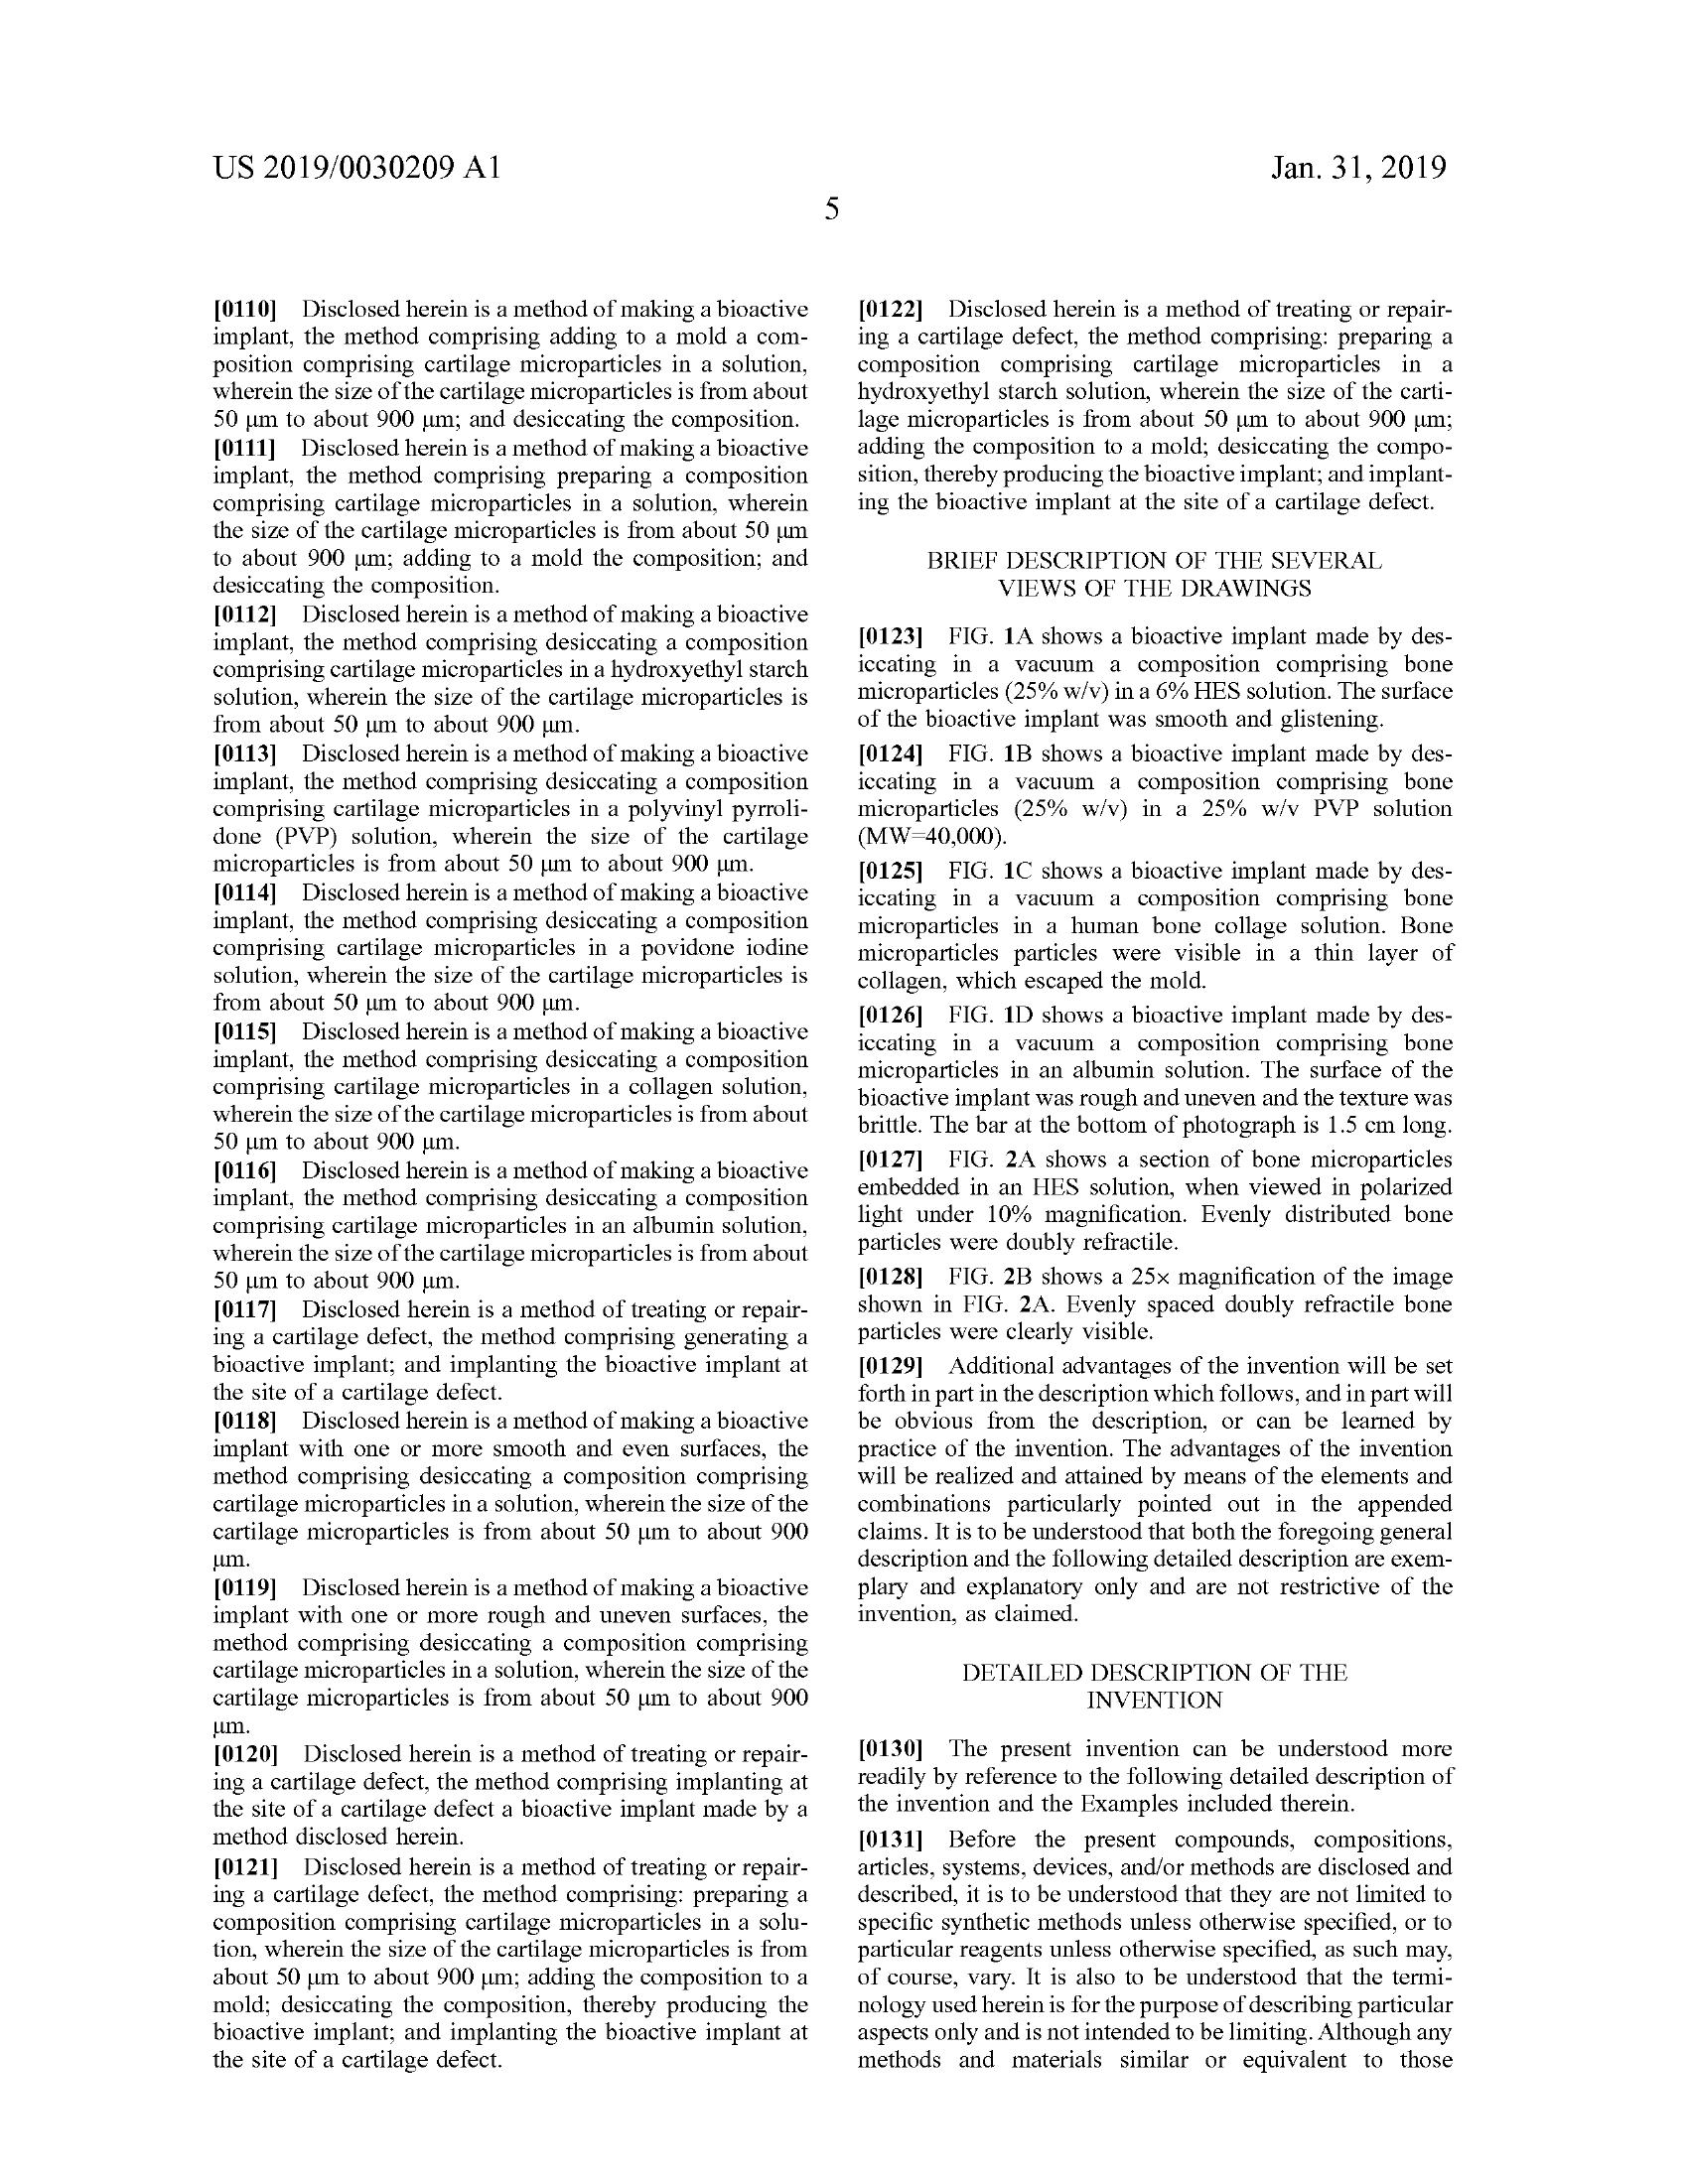 US 2019/0030209 A1
Jan. 31, 2019
5
[0110] Disclosed herein is a method of making a bioactive
implant, the method comprising adding to a mold a com-
position comprising cartilage microparticles in a solution,
wherein the size of the cartilage microparticles is from about
50 µm to about 900 µm; and desiccating the composition.
[0111] Disclosed herein is a method of making a bioactive
implant, the method comprising preparing a composition
comprising cartilage microparticles in a solution, wherein
the size of the cartilage microparticles is from about 50 µm
to about 900 µm; adding to a mold the composition; and
desiccating the composition.
[0112] Disclosed herein is a method of making a bioactive
implant, the method comprising desiccating a composition
comprising cartilage microparticles in a hydroxyethyl starch
solution, wherein the size of the cartilage microparticles is
from about 50 µm to about 900 µm.
[0113] Disclosed herein is a method of making a bioactive
implant, the method comprising desiccating a composition
comprising cartilage microparticles in a polyvinyl pyrroli-
done (PVP) solution, wherein the size of the cartilage
microparticles is from about 50 µm to about 900 µm.
[0114] Disclosed herein is a method of making a bioactive
implant, the method comprising desiccating a composition
comprising cartilage microparticles in a povidone iodine
solution, wherein the size of the cartilage microparticles is
from about 50 µm to about 900 µm.
[0115] Disclosed herein is a method of making a bioactive
implant, the method comprising desiccating a composition
comprising cartilage microparticles in a collagen solution,
wherein the size of the cartilage microparticles is from about
50 µm to about 900 µm.
[0116] Disclosed herein is a method of making a bioactive
implant, the method comprising desiccating a composition
comprising cartilage microparticles in an albumin solution,
wherein the size of the cartilage microparticles is from about
50 µm to about 900 µm.
[0117] Disclosed herein is a method of treating or repair-
ing a cartilage defect, the method comprising generating a
bioactive implant; and implanting the bioactive implant at
the site of a cartilage defect.
[0118] Disclosed herein is a method of making a bioactive
implant with one or more smooth and even surfaces, the
method comprising desiccating a composition comprising
cartilage microparticles in a solution, wherein the size of the
cartilage microparticles is from about 50 µm to about 900
µm.
[0119] Disclosed herein is a method of making a bioactive
implant with one or more rough and uneven surfaces, the
method comprising desiccating a composition comprising
cartilage microparticles in a solution, wherein the size of the
cartilage microparticles is from about 50 µm to about 900
µm.
[0120] Disclosed herein is a method of treating or repair-
ing a cartilage defect, the method comprising implanting at
the site of a cartilage defect a bioactive implant made by a
method disclosed herein.
[0121] Disclosed herein is a method of treating or repair-
ing a cartilage defect, the method comprising: preparing a
composition comprising cartilage microparticles in a solu-
tion, wherein the size of the cartilage microparticles is from
about 50 µm to about 900 µm; adding the composition to a
mold; desiccating the composition, thereby producing the
bioactive implant; and implanting the bioactive implant at
the site of a cartilage defect.
[0122] Disclosed herein is a method of treating or repair-
ing a cartilage defect, the method comprising: preparing a
composition comprising cartilage microparticles in a
hydroxyethyl starch solution, wherein the size of the carti-
lage microparticles is from about 50 µm to about 900 µm;
adding the composition to a mold; desiccating the compo-
sition, thereby producing the bioactive implant; and implant-
ing the bioactive implant at the site of a cartilage defect.
BRIEF DESCRIPTION OF THE SEVERAL
VIEWS OF THE DRAWINGS
[0123] FIG. 1A shows a bioactive implant made by des-
iccating in a vacuum a composition comprising bone
microparticles (25% w/v) in a 6% HES solution. The surface
of the bioactive implant was smooth and glistening.
[0124] FIG. 1B shows a bioactive implant made by des-
iccating in a vacuum a composition comprising bone
microparticles (25% w/v) in a 25% w/v PVP solution
(MW=40,000).
[0125] FIG. 1C shows a bioactive implant made by des-
iccating in a vacuum a composition comprising bone
microparticles in a human bone collage solution. Bone
microparticles particles were visible in a thin layer of
collagen, which escaped the mold.
[0126] FIG. 1D shows a bioactive implant made by des-
iccating in a vacuum a composition comprising bone
microparticles in an albumin solution. The surface of the
bioactive implant was rough and uneven and the texture was
brittle. The bar at the bottom of photograph is 1.5 cm long.
[0127] FIG. 2A shows a section of bone microparticles
embedded in an HES solution, when viewed in polarized
light under 10% magnification. Evenly distributed bone
particles were doubly refractile.
[0128] FIG. 2B shows a 25x magnification of the image
shown in FIG. 2A. Evenly spaced doubly refractile bone
particles were clearly visible.
[0129] Additional advantages of the invention will be set
forth in part in the description which follows, and in part will
be obvious from the description, or can be learned by
practice of the invention. The advantages of the invention
will be realized and attained by means of the elements and
combinations particularly pointed out in the appended
claims. It is to be understood that both the foregoing general
description and the following detailed description are exem-
plary and explanatory only and are not restrictive of the
invention, as claimed.
DETAILED DESCRIPTION OF THE
INVENTION
[0130] The present invention can be understood more
readily by reference to the following detailed description of
the invention and the Examples included therein.
[0131] Before the present compounds, compositions,
articles, systems, devices, and/or methods are disclosed and
described, it is to be understood that they are not limited to
specific synthetic methods unless otherwise specified, or to
particular reagents unless otherwise specified, as such may,
of course, vary. It is also to be understood that the termi-
nology used herein is for the purpose of describing particular
aspects only and is not intended to be limiting. Although any
methods and materials similar or equivalent to those